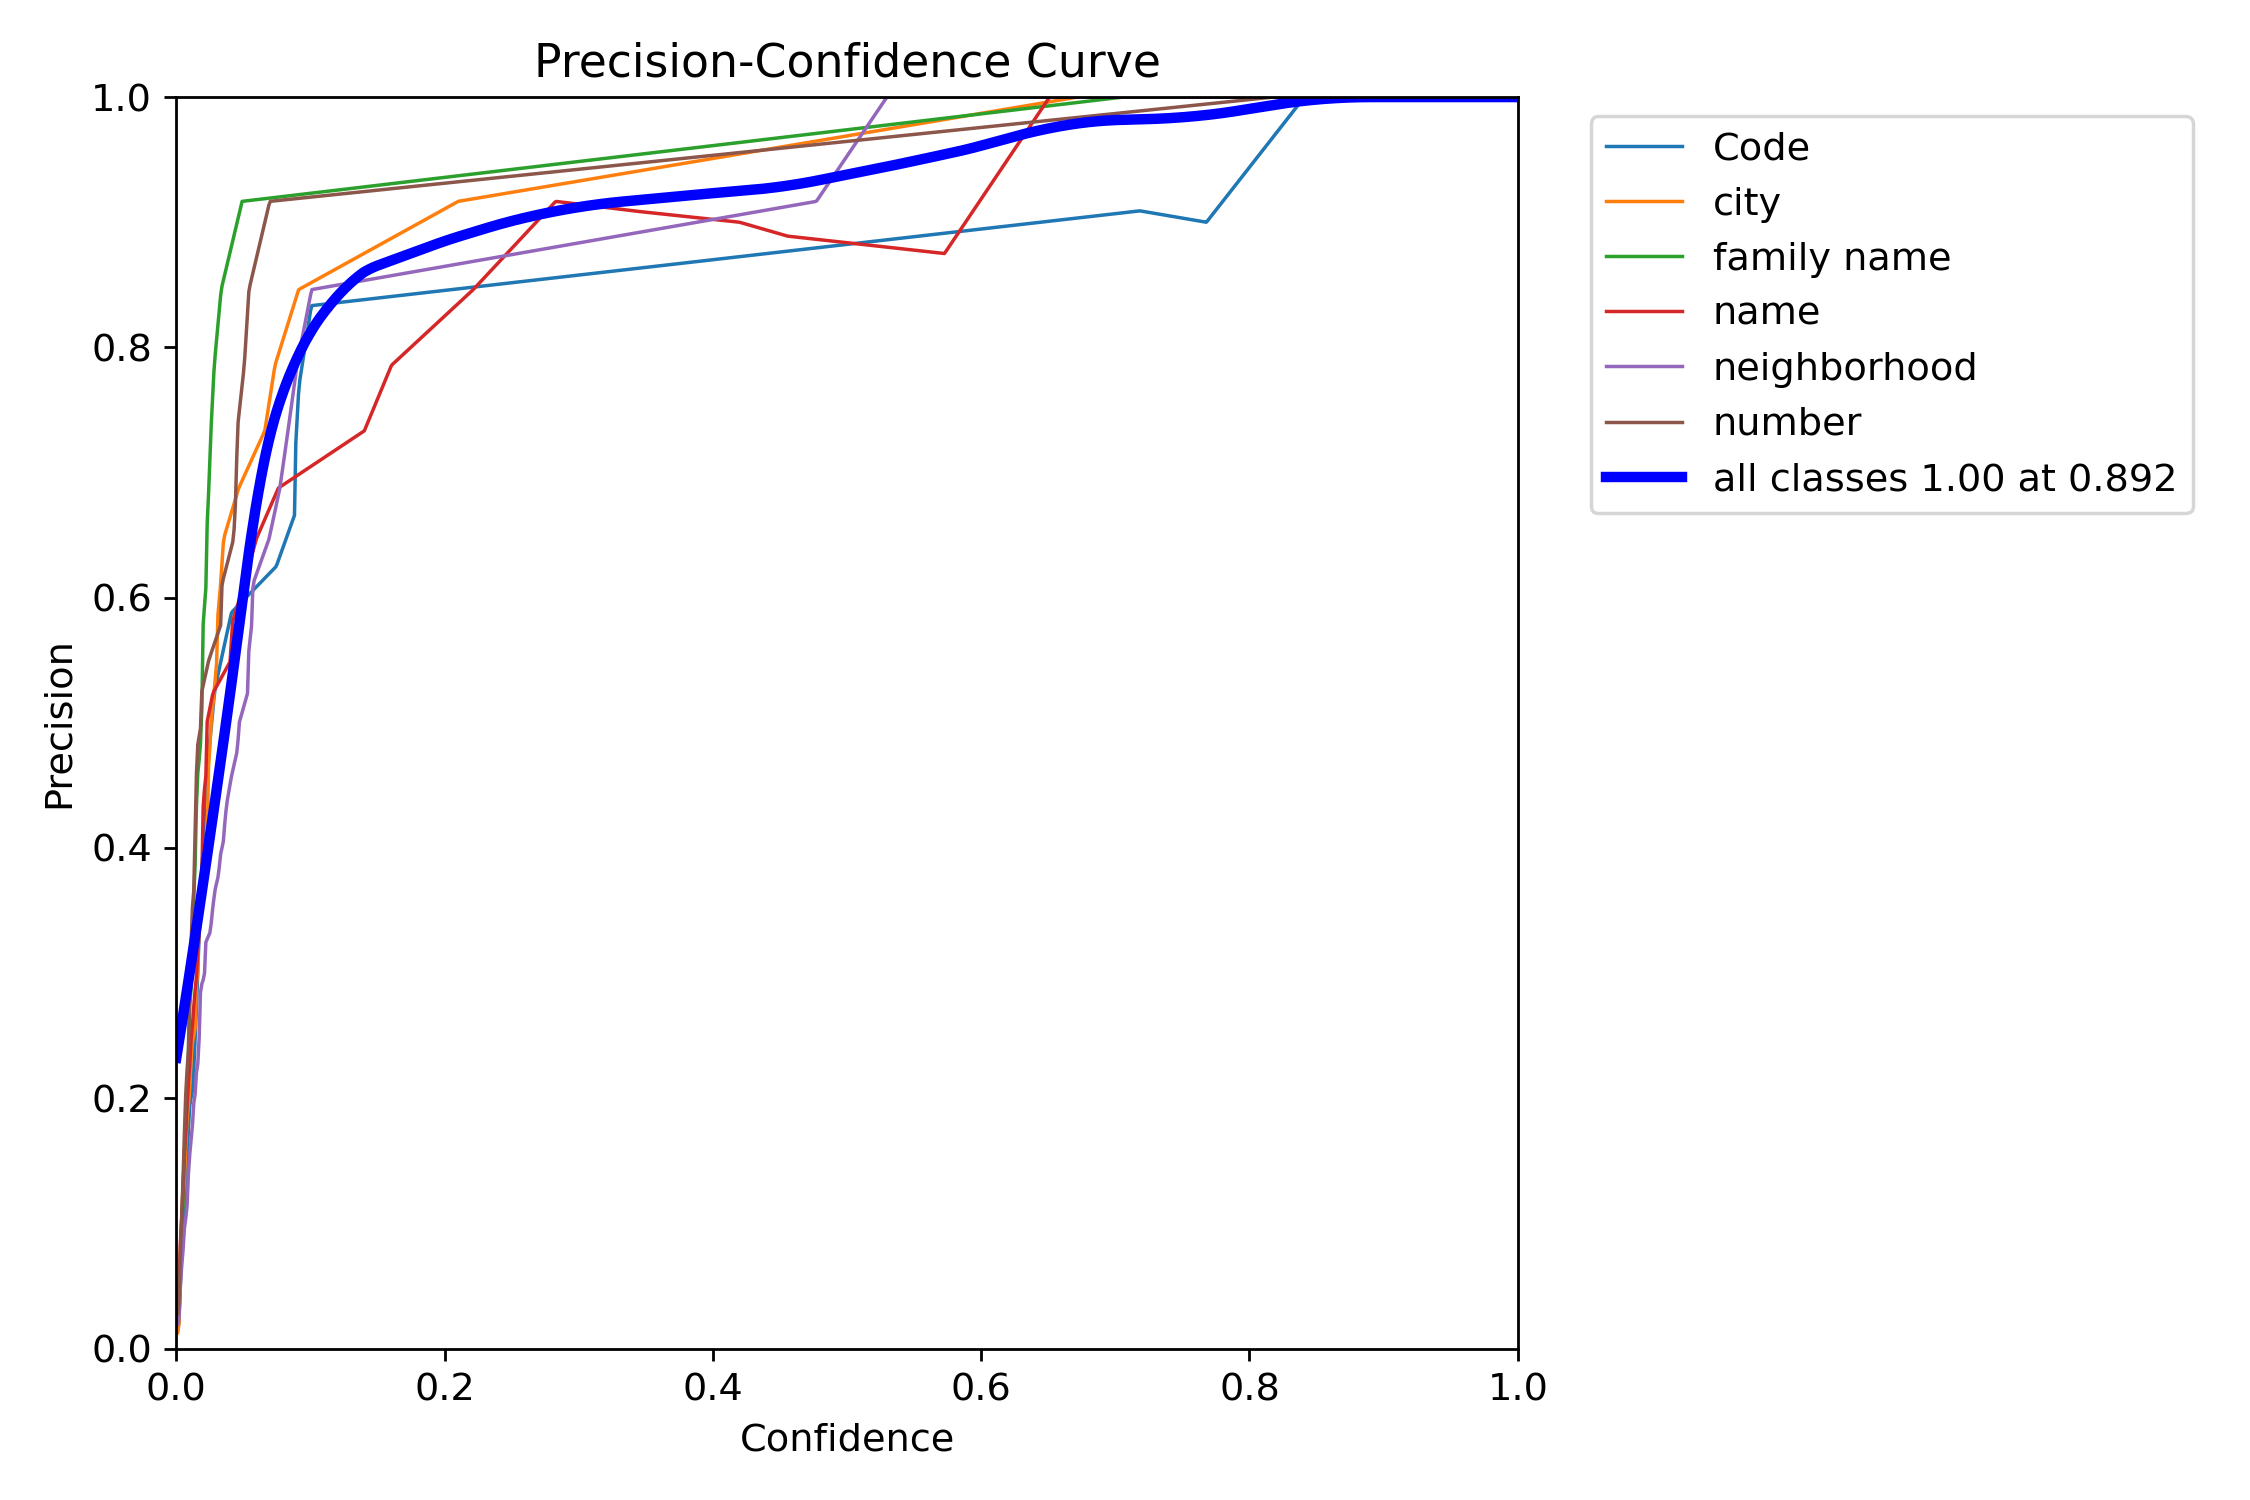 Precision-Confidence Curve
1.0
0.8
0.6
0.4
0.2
0.0
Precision
0.0 0.2 0.4 0.6 0.8 1.0
Confidence
Code
city
family name
name
neighborhood
number
all classes 1.00 at 0.892